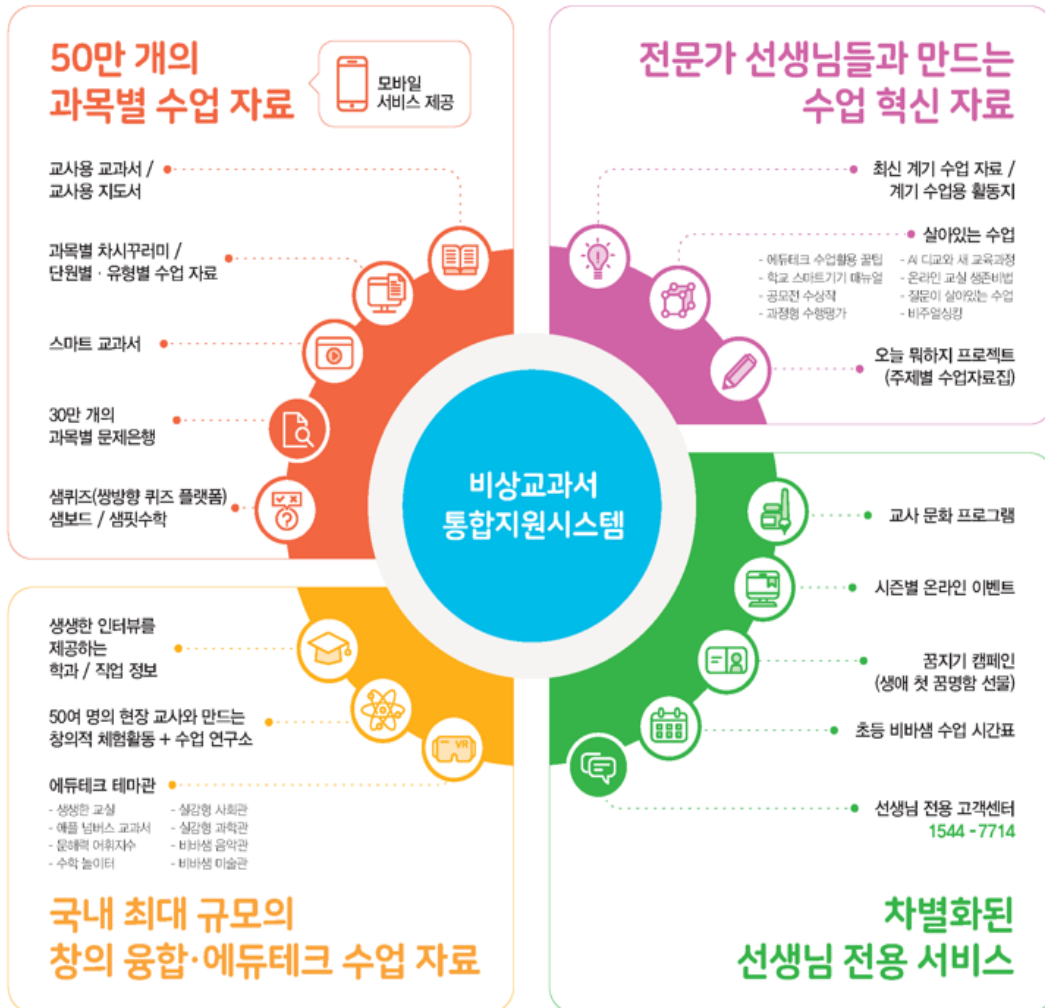 50만 개의
과목별 수업 자료
모바일
서비스 제공
교사용 교과서 /
교사용 지도서
과목별 차시꾸러미 /
단원별 · 유형별 수업 자료
스마트 교과서
30만 개의
과목별 문제은행
샘퀴즈(쌍방향 퀴즈 플랫폼)
샘보드 / 샘핏수학
전문가 선생님들과 만드는
수업 혁신 자료
최신 계기 수업 자료 /
계기 수업용 활동지
살아있는 수업
- 에듀테크 수업활용 꿀팁
- 학교 스마트기기 매뉴얼
- 공모전 수상작
- 과정형 수행평가
- AI 디교와 새 교육과정
- 온라인 교실 생존비법
- 질문이 살아있는 수업
- 비주얼싱킹
오늘 뭐하지 프로젝트
(주제별 수업자료집)
비상교과서
통합지원시스템
생생한 인터뷰를
제공하는
학과 / 직업 정보
50여 명의 현장 교사와 만드는
창의적 체험활동 + 수업 연구소
VR
에듀테크 테마관
- 생생한 교실
- 애플 넘버스 교과서
- 문해력 어휘지수
- 수학 놀이터
- 실감형 사회관
- 실감형 과학관
- 비바샘 음악관
- 비바샘 미술관
국내 최대 규모의
창의 융합·에듀테크 수업 자료
교사 문화 프로그램
시즌별 온라인 이벤트
꿈지기 캠페인
(생애 첫 꿈명함 선물)
초등 비바샘 수업 시간표
선생님 전용 고객센터
1544 - 7714
차별화된
선생님 전용 서비스